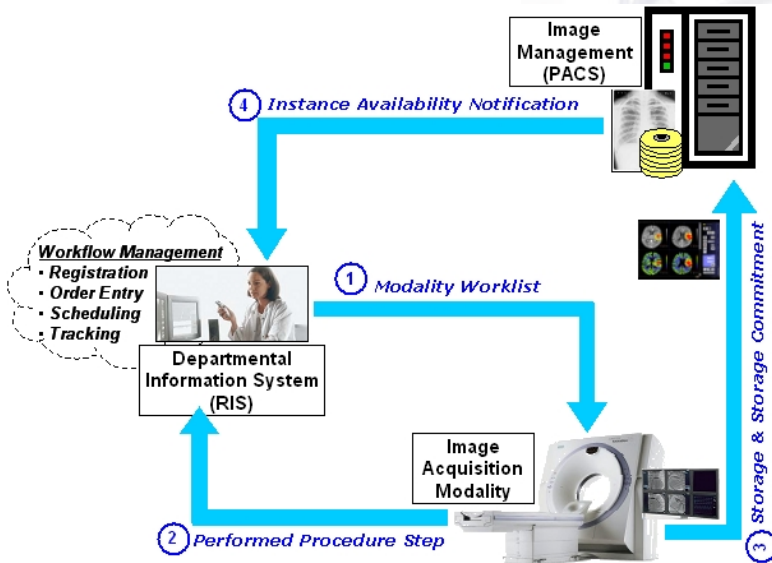 Image
Management
(PACS)
4 Instance Availability Notification
Workflow Management
▪ Registration
▪ Order Entry
▪ Scheduling
▪ Tracking
1 Modality Worklist
Departmental
Information System
(RIS)
Image
Acquisition
Modality
2 Performed Procedure Step
3 Storage & Storage Commitment